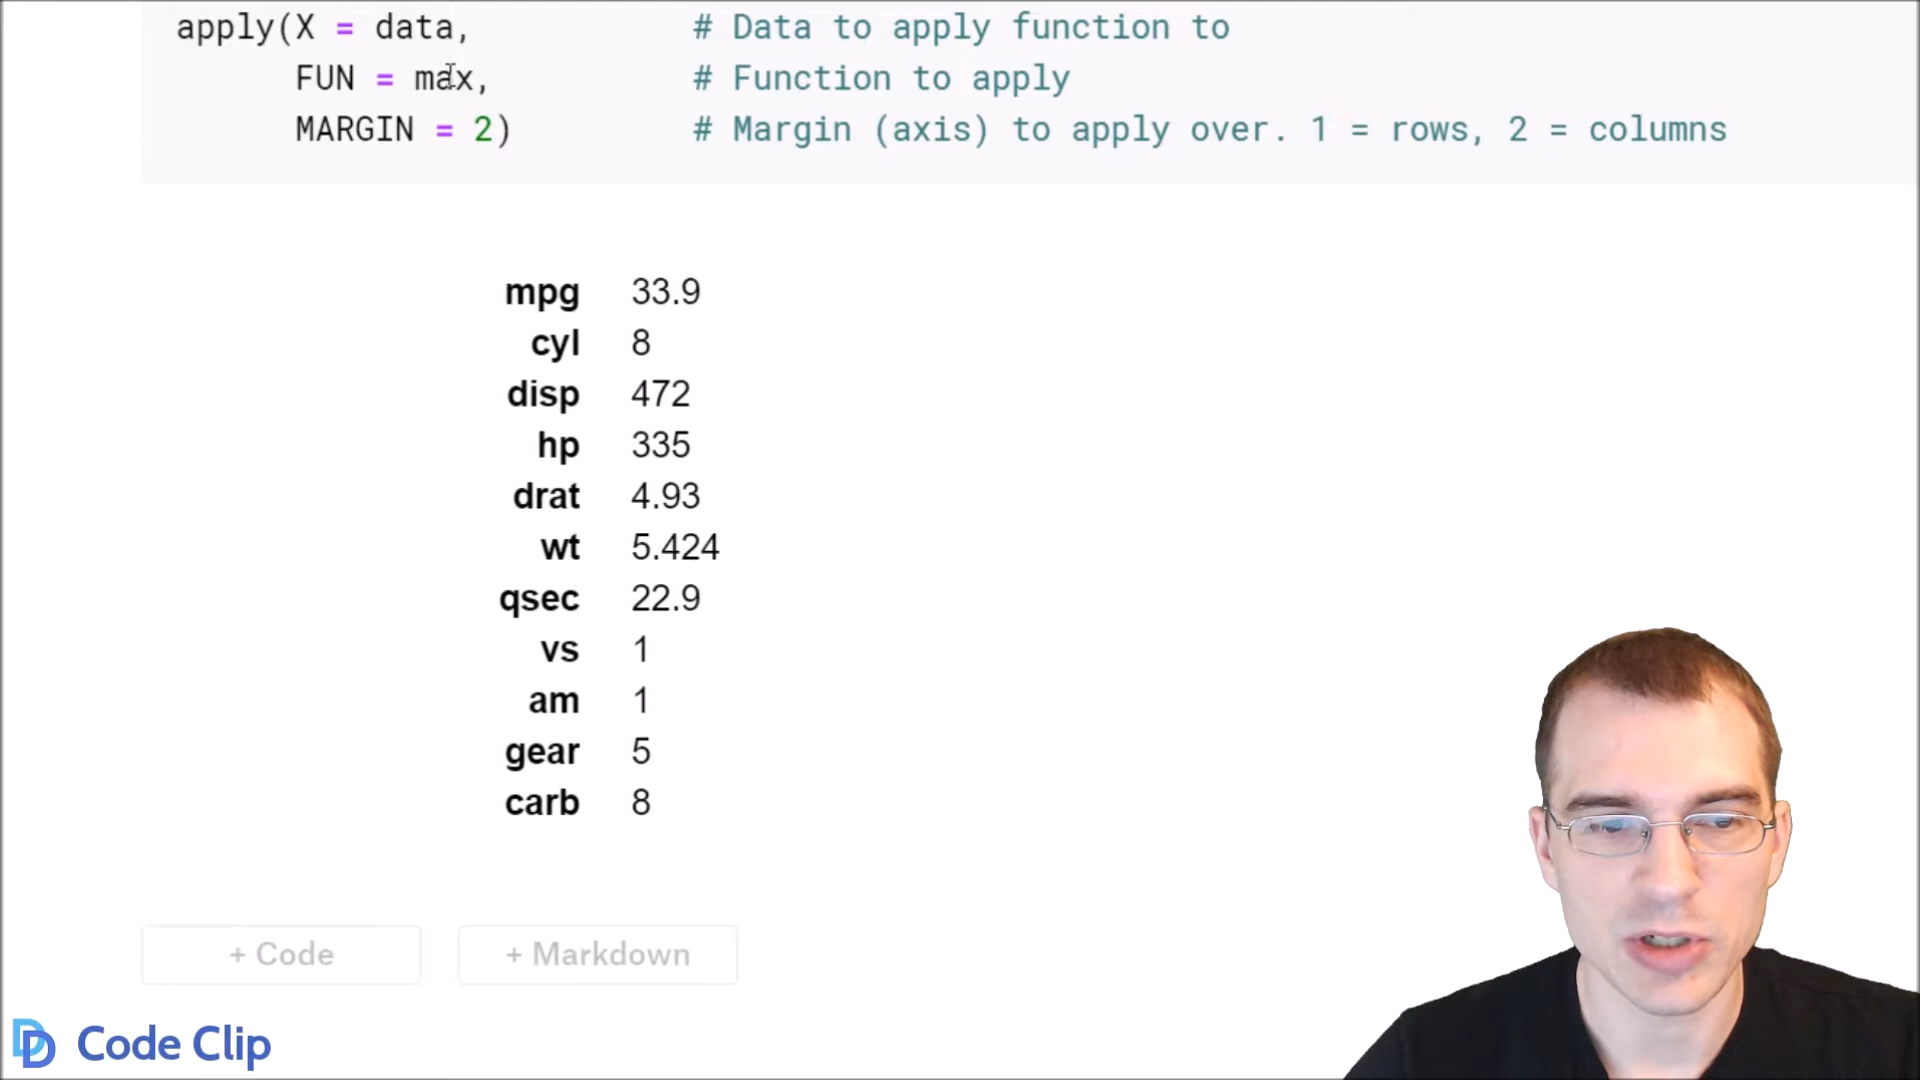 apply(X = data, # Data to apply function to
FUN = max, # Function to apply
MARGIN = 2) # Margin (axis) to apply over. 1 = rows, 2 = columns
mpg 33.9
cyl 8
disp 472
hp 335
drat 4.93
wt 5.424
qsec 22.9
vs 1
am 1
gear 5
carb 8
+ Code + Markdown
Code Clip